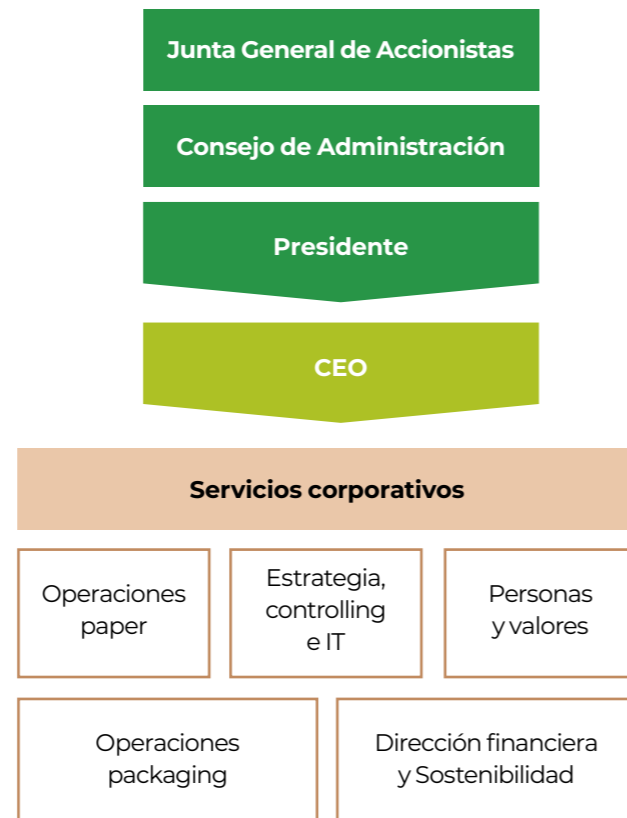 Junta General de Accionistas
Consejo de Administración
Presidente
CEO
Servicios corporativos
Operaciones
paper
Estrategia,
controlling
e IT
Personas
y valores
Operaciones
packaging
Dirección financiera
y Sostenibilidad